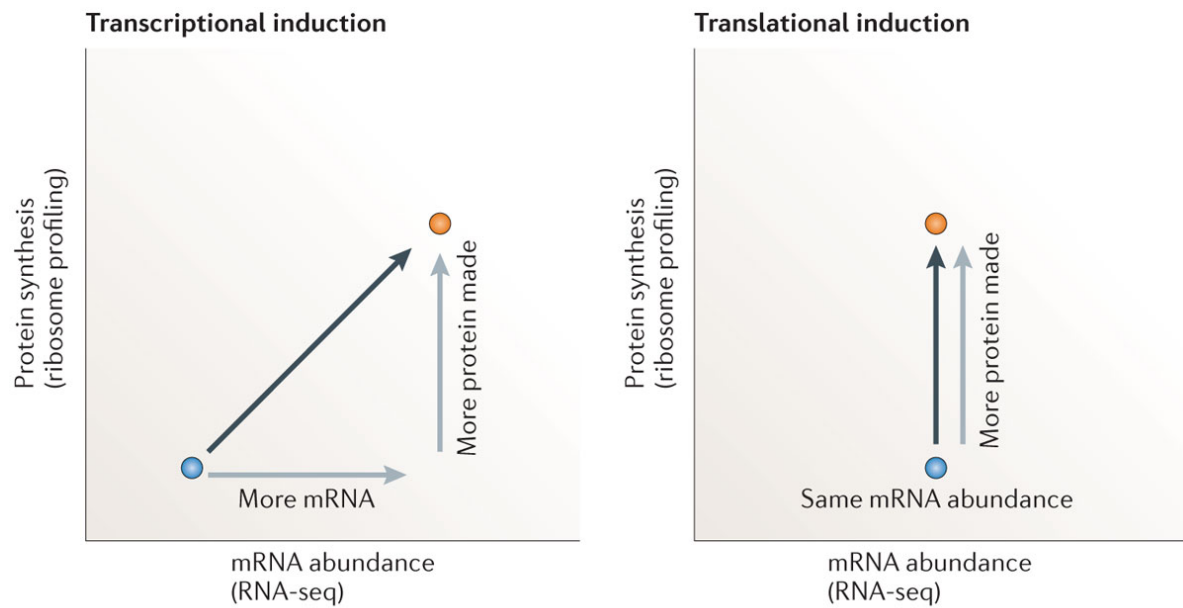 Transcriptional induction
Protein synthesis
(ribosome profiling)
More protein made
More mRNA
mRNA abundance
(RNA-seq)
Translational induction
Protein synthesis
(ribosome profiling)
More protein made
Same mRNA abundance
mRNA abundance
(RNA-seq)